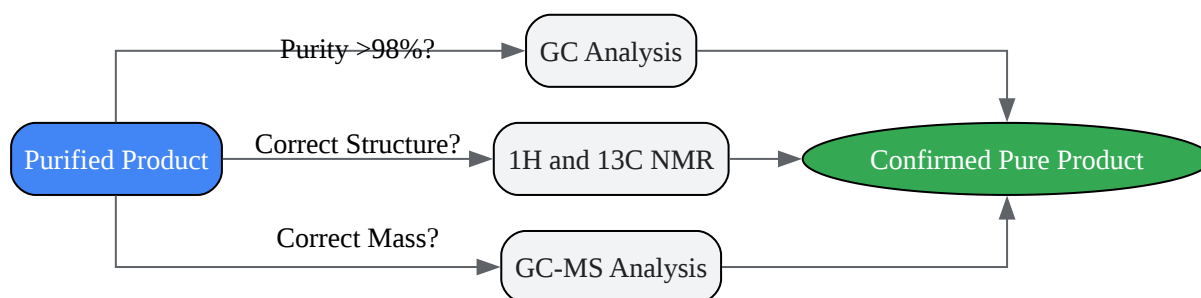 Purity >98%?
GC Analysis
Purified Product
Correct Structure?
1H and 13C NMR
Confirmed Pure Product
Correct Mass?
GC-MS Analysis